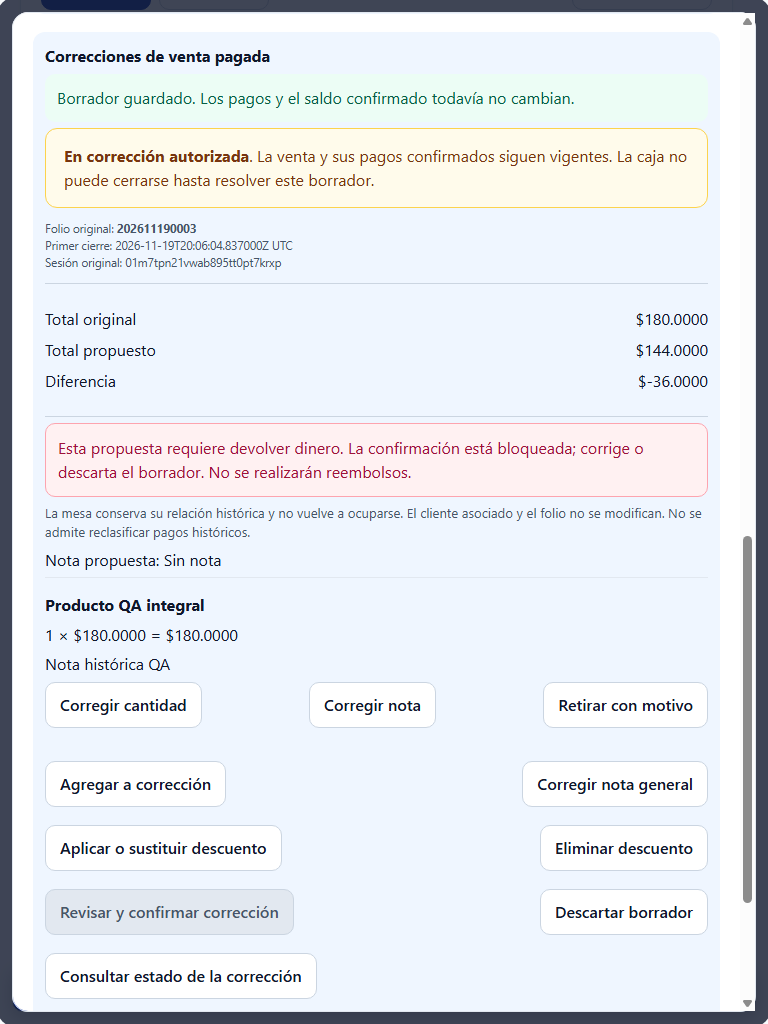 Correcciones de venta pagada
Borrador guardado. Los pagos y el saldo confirmado todavía no cambian.
En corrección autorizada. La venta y sus pagos confirmados siguen vigentes. La caja no
puede cerrarse hasta resolver este borrador.
Folio original: 202611190003
Primer cierre: 2026-11-19T20:06:04.837000Z UTC
Sesión original: 01m7tpn21vwab895tt0pt7krxp
Total original $180.0000
Total propuesto $144.0000
Diferencia $-36.0000
Esta propuesta requiere devolver dinero. La confirmación está bloqueada; corrige o
descarta el borrador. No se realizarán reembolsos.
La mesa conserva su relación histórica y no vuelve a ocuparse. El cliente asociado y el folio no se modifican. No se
admite reclasificar pagos históricos.
Nota propuesta: Sin nota
Producto QA integral
1 × $180.0000 = $180.0000
Nota histórica QA
Corregir cantidad Corregir nota Retirar con motivo
Agregar a corrección Corregir nota general
Aplicar o sustituir descuento Eliminar descuento
Revisar y confirmar corrección Descartar borrador
Consultar estado de la corrección